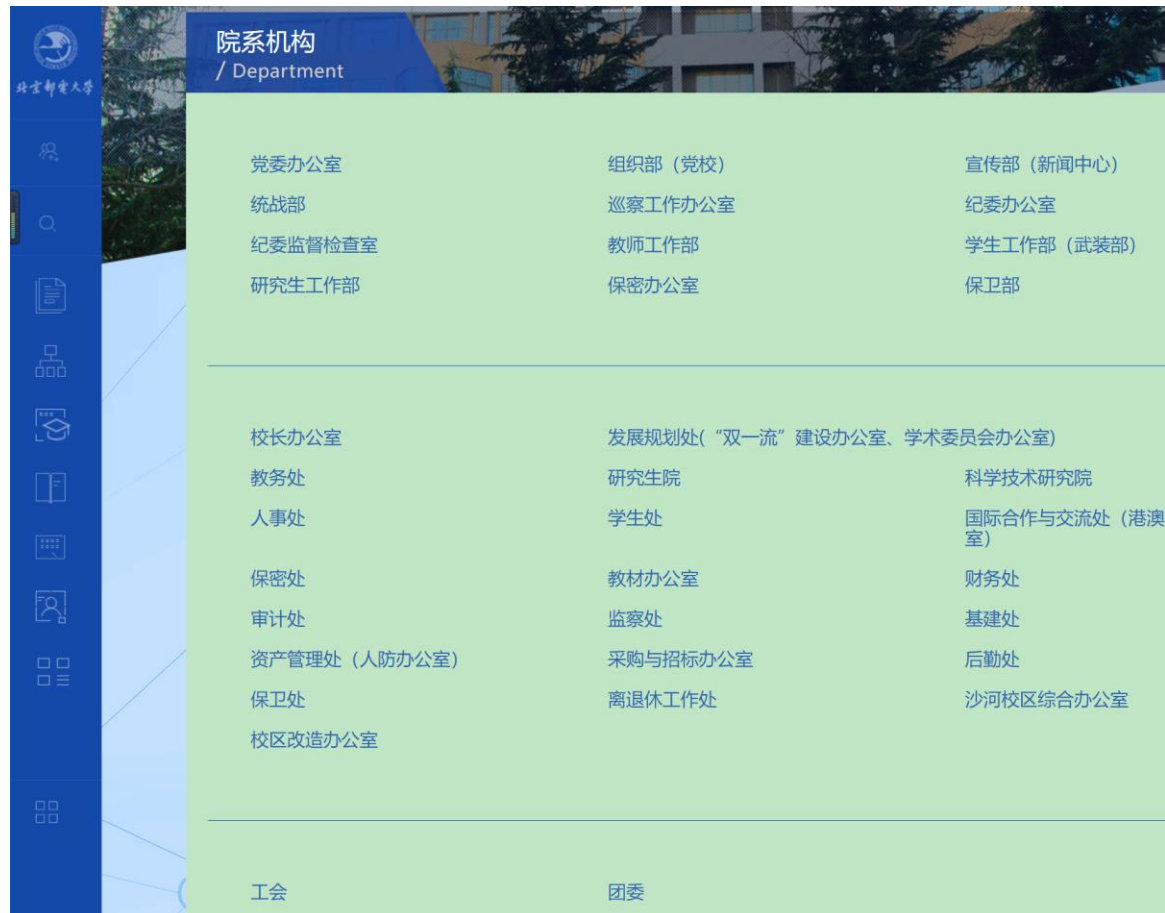 北京邮电大学
院系机构
/ Department
党委办公室
组织部（党校）
宣传部（新闻中心）
统战部
巡察工作办公室
纪委办公室
纪委监督检查室
教师工作部
学生工作部（武装部）
研究生工作部
保密办公室
保卫部
校长办公室
发展规划处(“双一流”建设办公室、学术委员会办公室)
教务处
研究生院
科学技术研究院
人事处
学生处
国际合作与交流处（港澳
室）
保密处
教材办公室
财务处
审计处
监察处
基建处
资产管理处（人防办公室）
采购与招标办公室
后勤处
保卫处
离退休工作处
沙河校区综合办公室
校区改造办公室
工会
团委